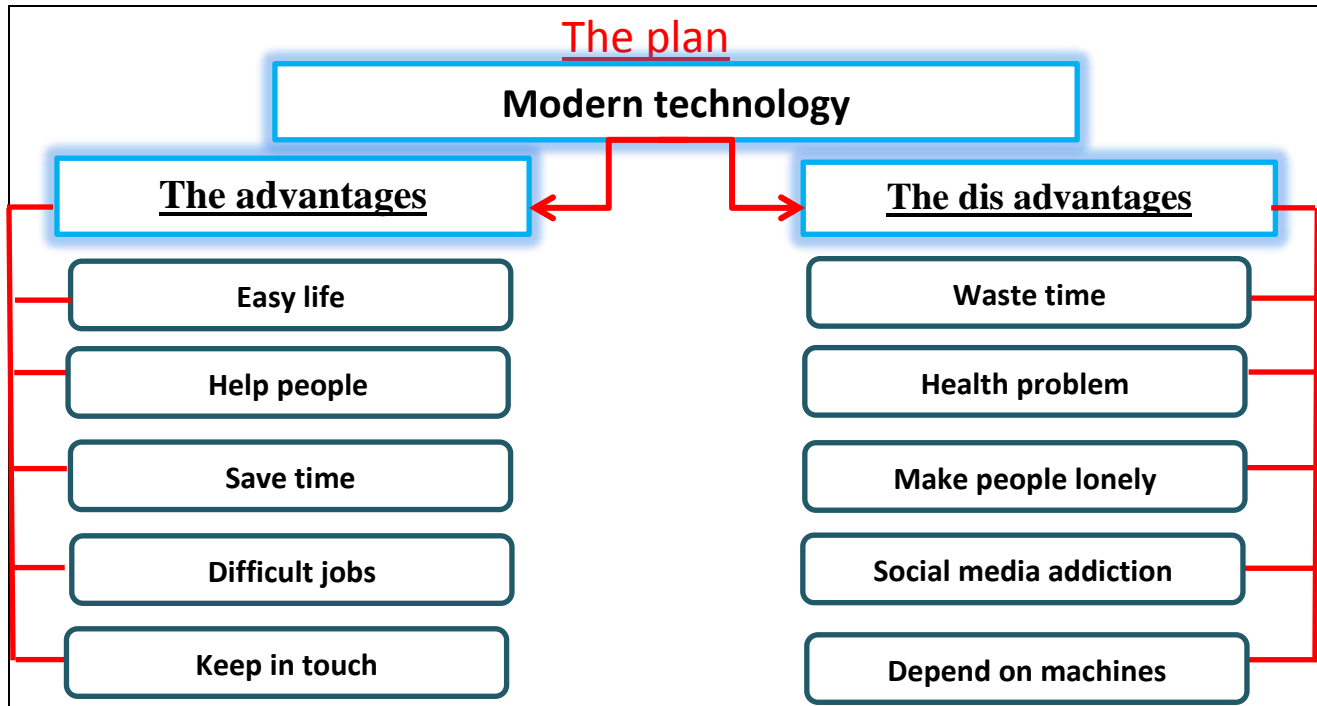 The plan
Modern technology
The advantages
Easy life
Help people
Save time
Difficult jobs
Keep in touch
The dis advantages
Waste time
Health problem
Make people lonely
Social media addiction
Depend on machines